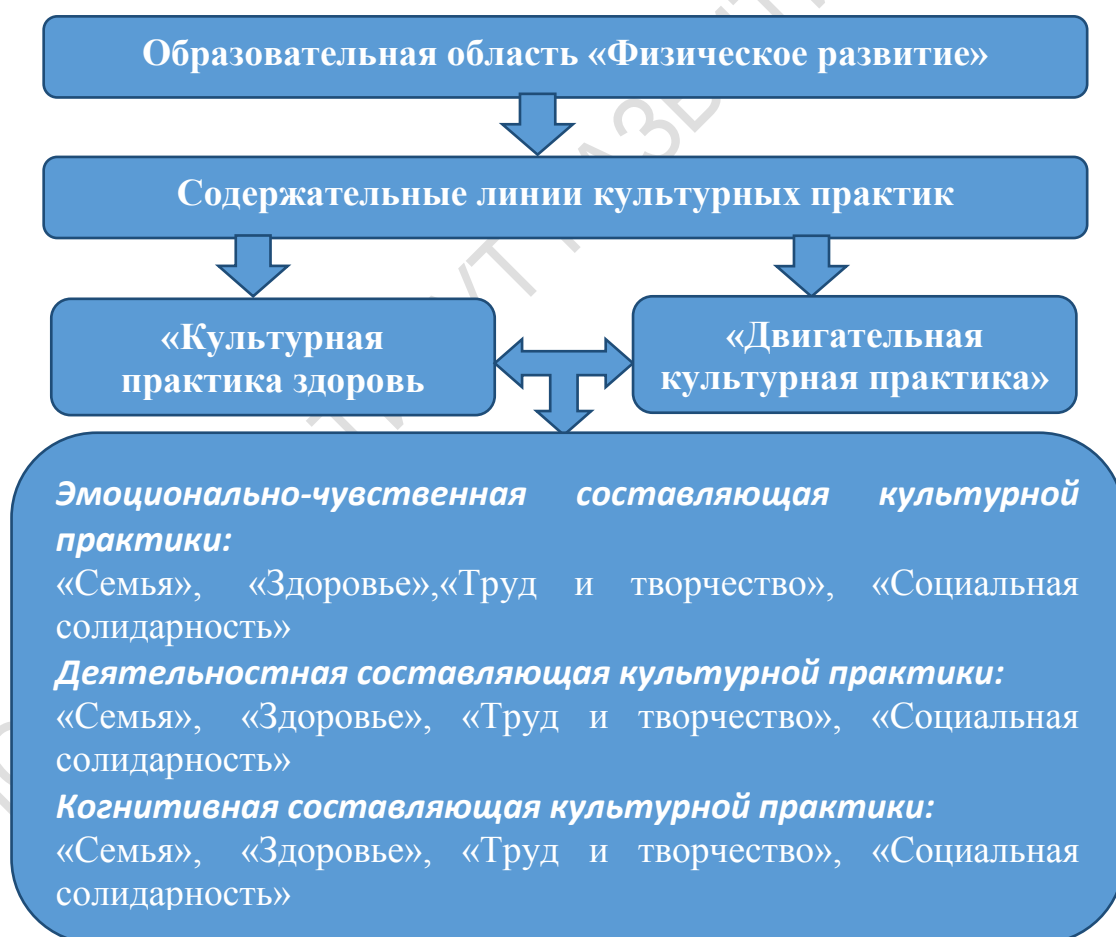 Образовательная область «Физическое развитие»
Содержательные линии культурных практик
«Культурная
практика здоровь
«Двигательная
культурная практика»
Эмоционально-чувственная составляющая культурной
практики:
«Семья», «Здоровье»,«Труд и творчество», «Социальная
солидарность»
Деятельностная составляющая культурной практики:
«Семья», «Здоровье», «Труд и творчество», «Социальная
солидарность»
Когнитивная составляющая культурной практики:
«Семья», «Здоровье», «Труд и творчество», «Социальная
солидарность»